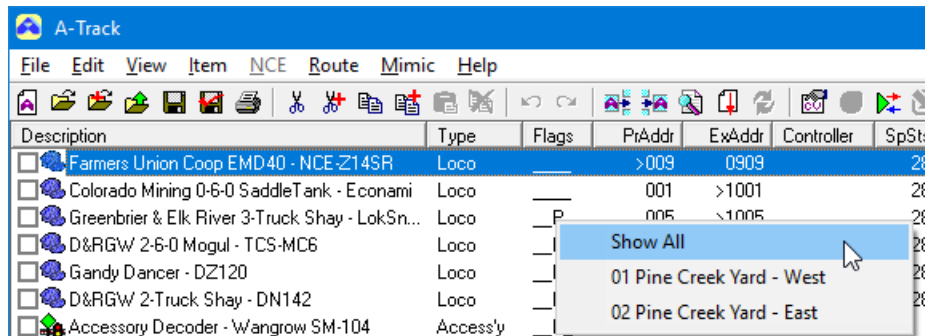 A-Track
File Edit View Item NCE Route Mimic Help
Description Type Flags PrAddr ExAddr Controller SpSt
Farmers Union Coop EMD40 - NCE-Z14SR Loco ____ >009 0909 28
Colorado Mining 0-6-0 SaddleTank - Econami Loco ____ 001 >1001 28
Greenbrier & Elk River 3-Truck Shay - LokSn... Loco __P 005 >1005 28
Show All
D&RGW 2-6-0 Mogul - TCS-MC6 Loco 28
01 Pine Creek Yard - West
Gandy Dancer - DZ120 Loco 28
D&RGW 2-Truck Shay - DN142 Loco 28
02 Pine Creek Yard - East
Accessory Decoder - Wangrow SM-104 Access'y